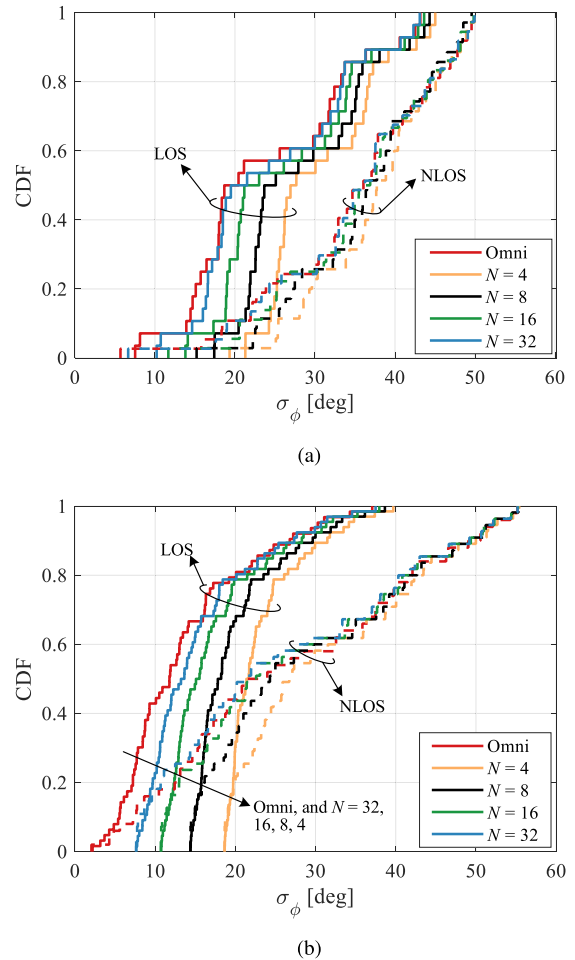 1
0.8
0.6
0.4
0.2
0
CDF
LOS
NLOS
Omni
N = 4
N = 8
N = 16
N = 32
0 10 20 30 40 50 60
σϕ [deg]
(a)
1
0.8
0.6
0.4
0.2
0
CDF
LOS
NLOS
Omni, and N = 32,
16, 8, 4
Omni
N = 4
N = 8
N = 16
N = 32
0 10 20 30 40 50 60
σϕ [deg]
(b)